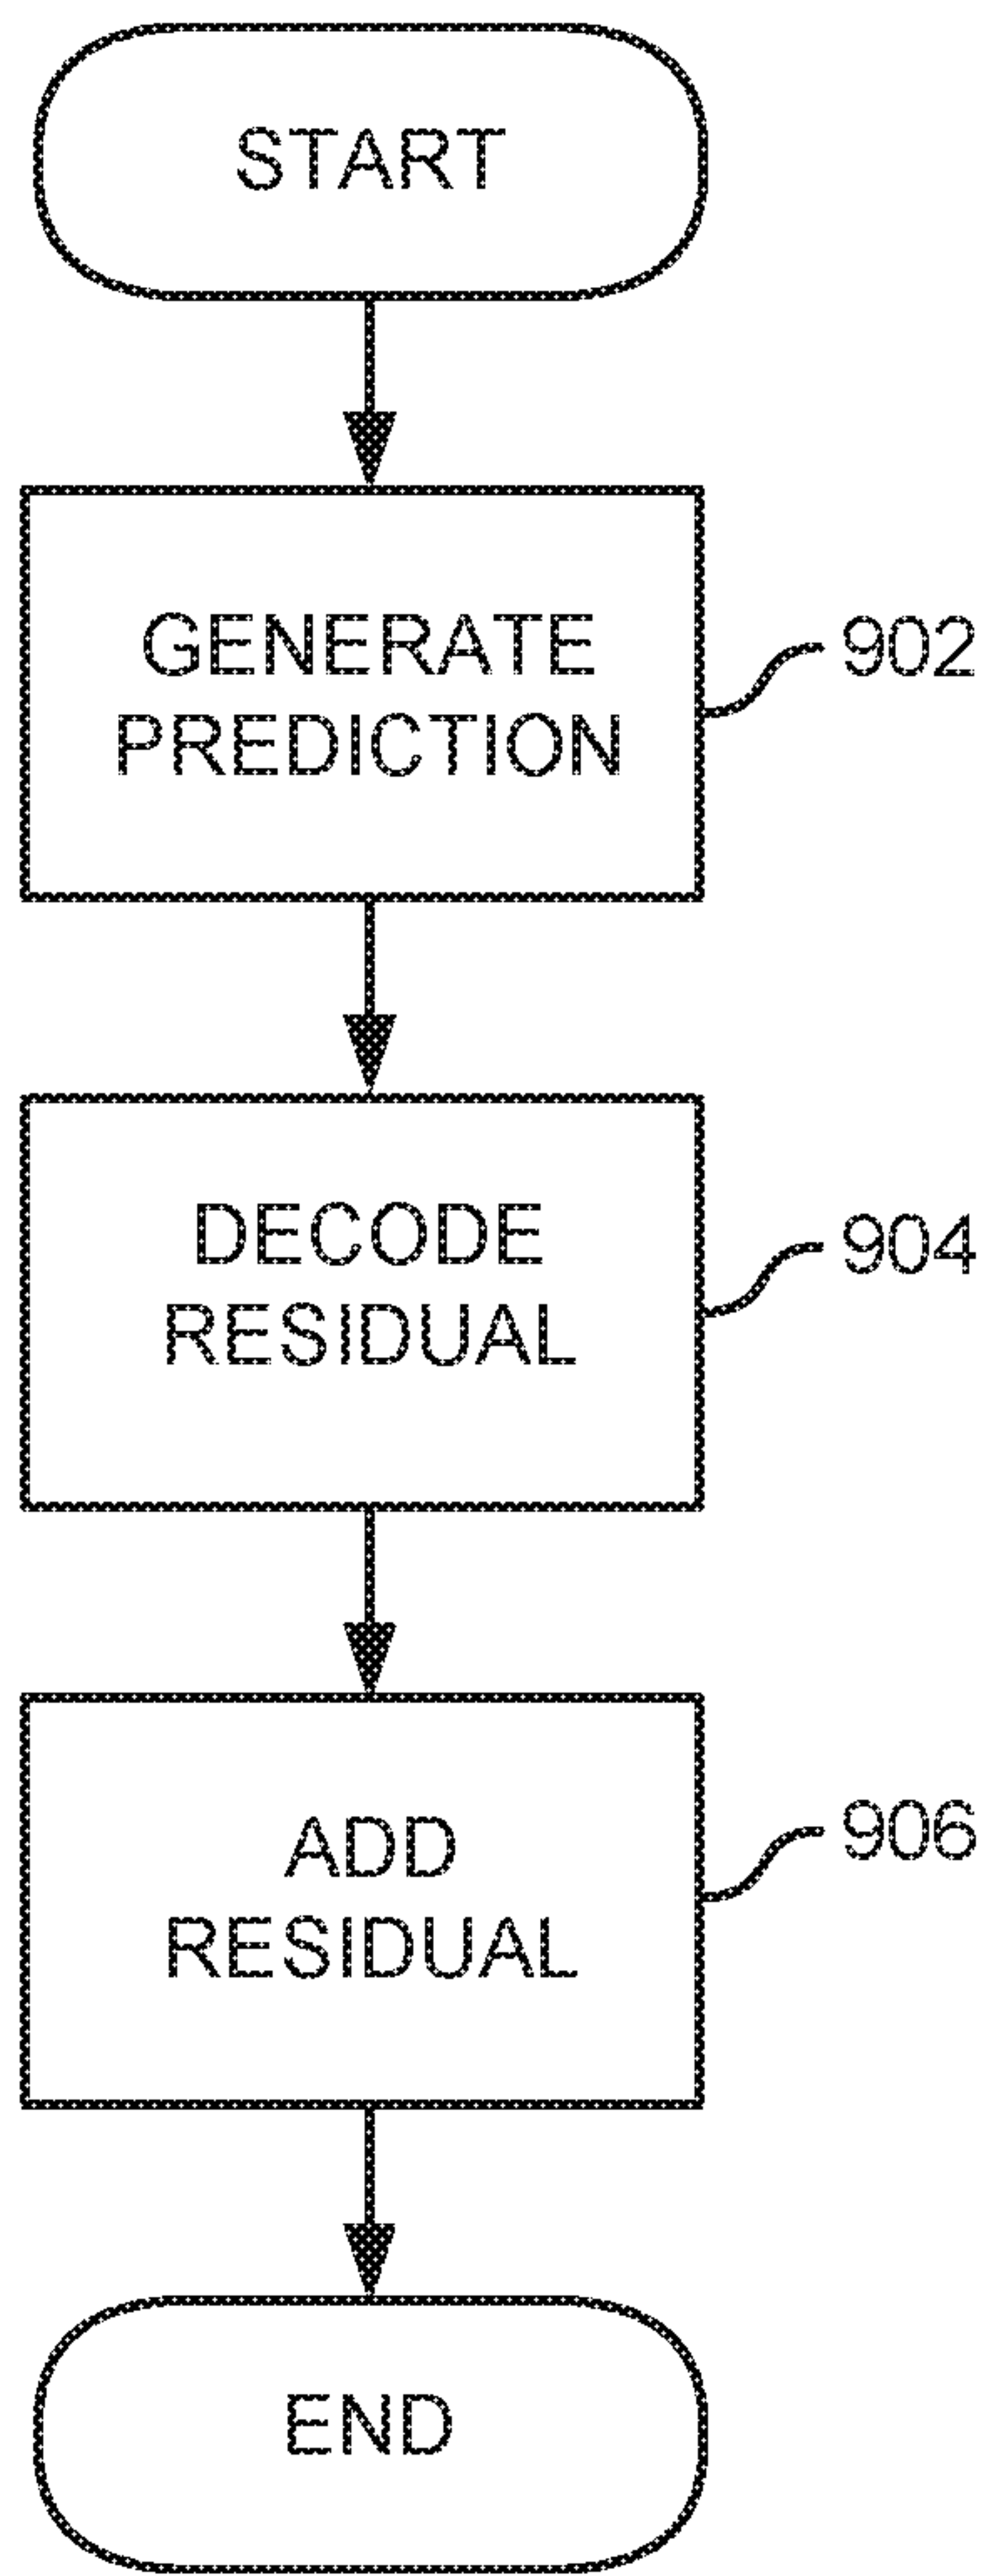 START
GENERATE
PREDICTION
902
DECODE
RESIDUAL
904
ADD
RESIDUAL
906
END